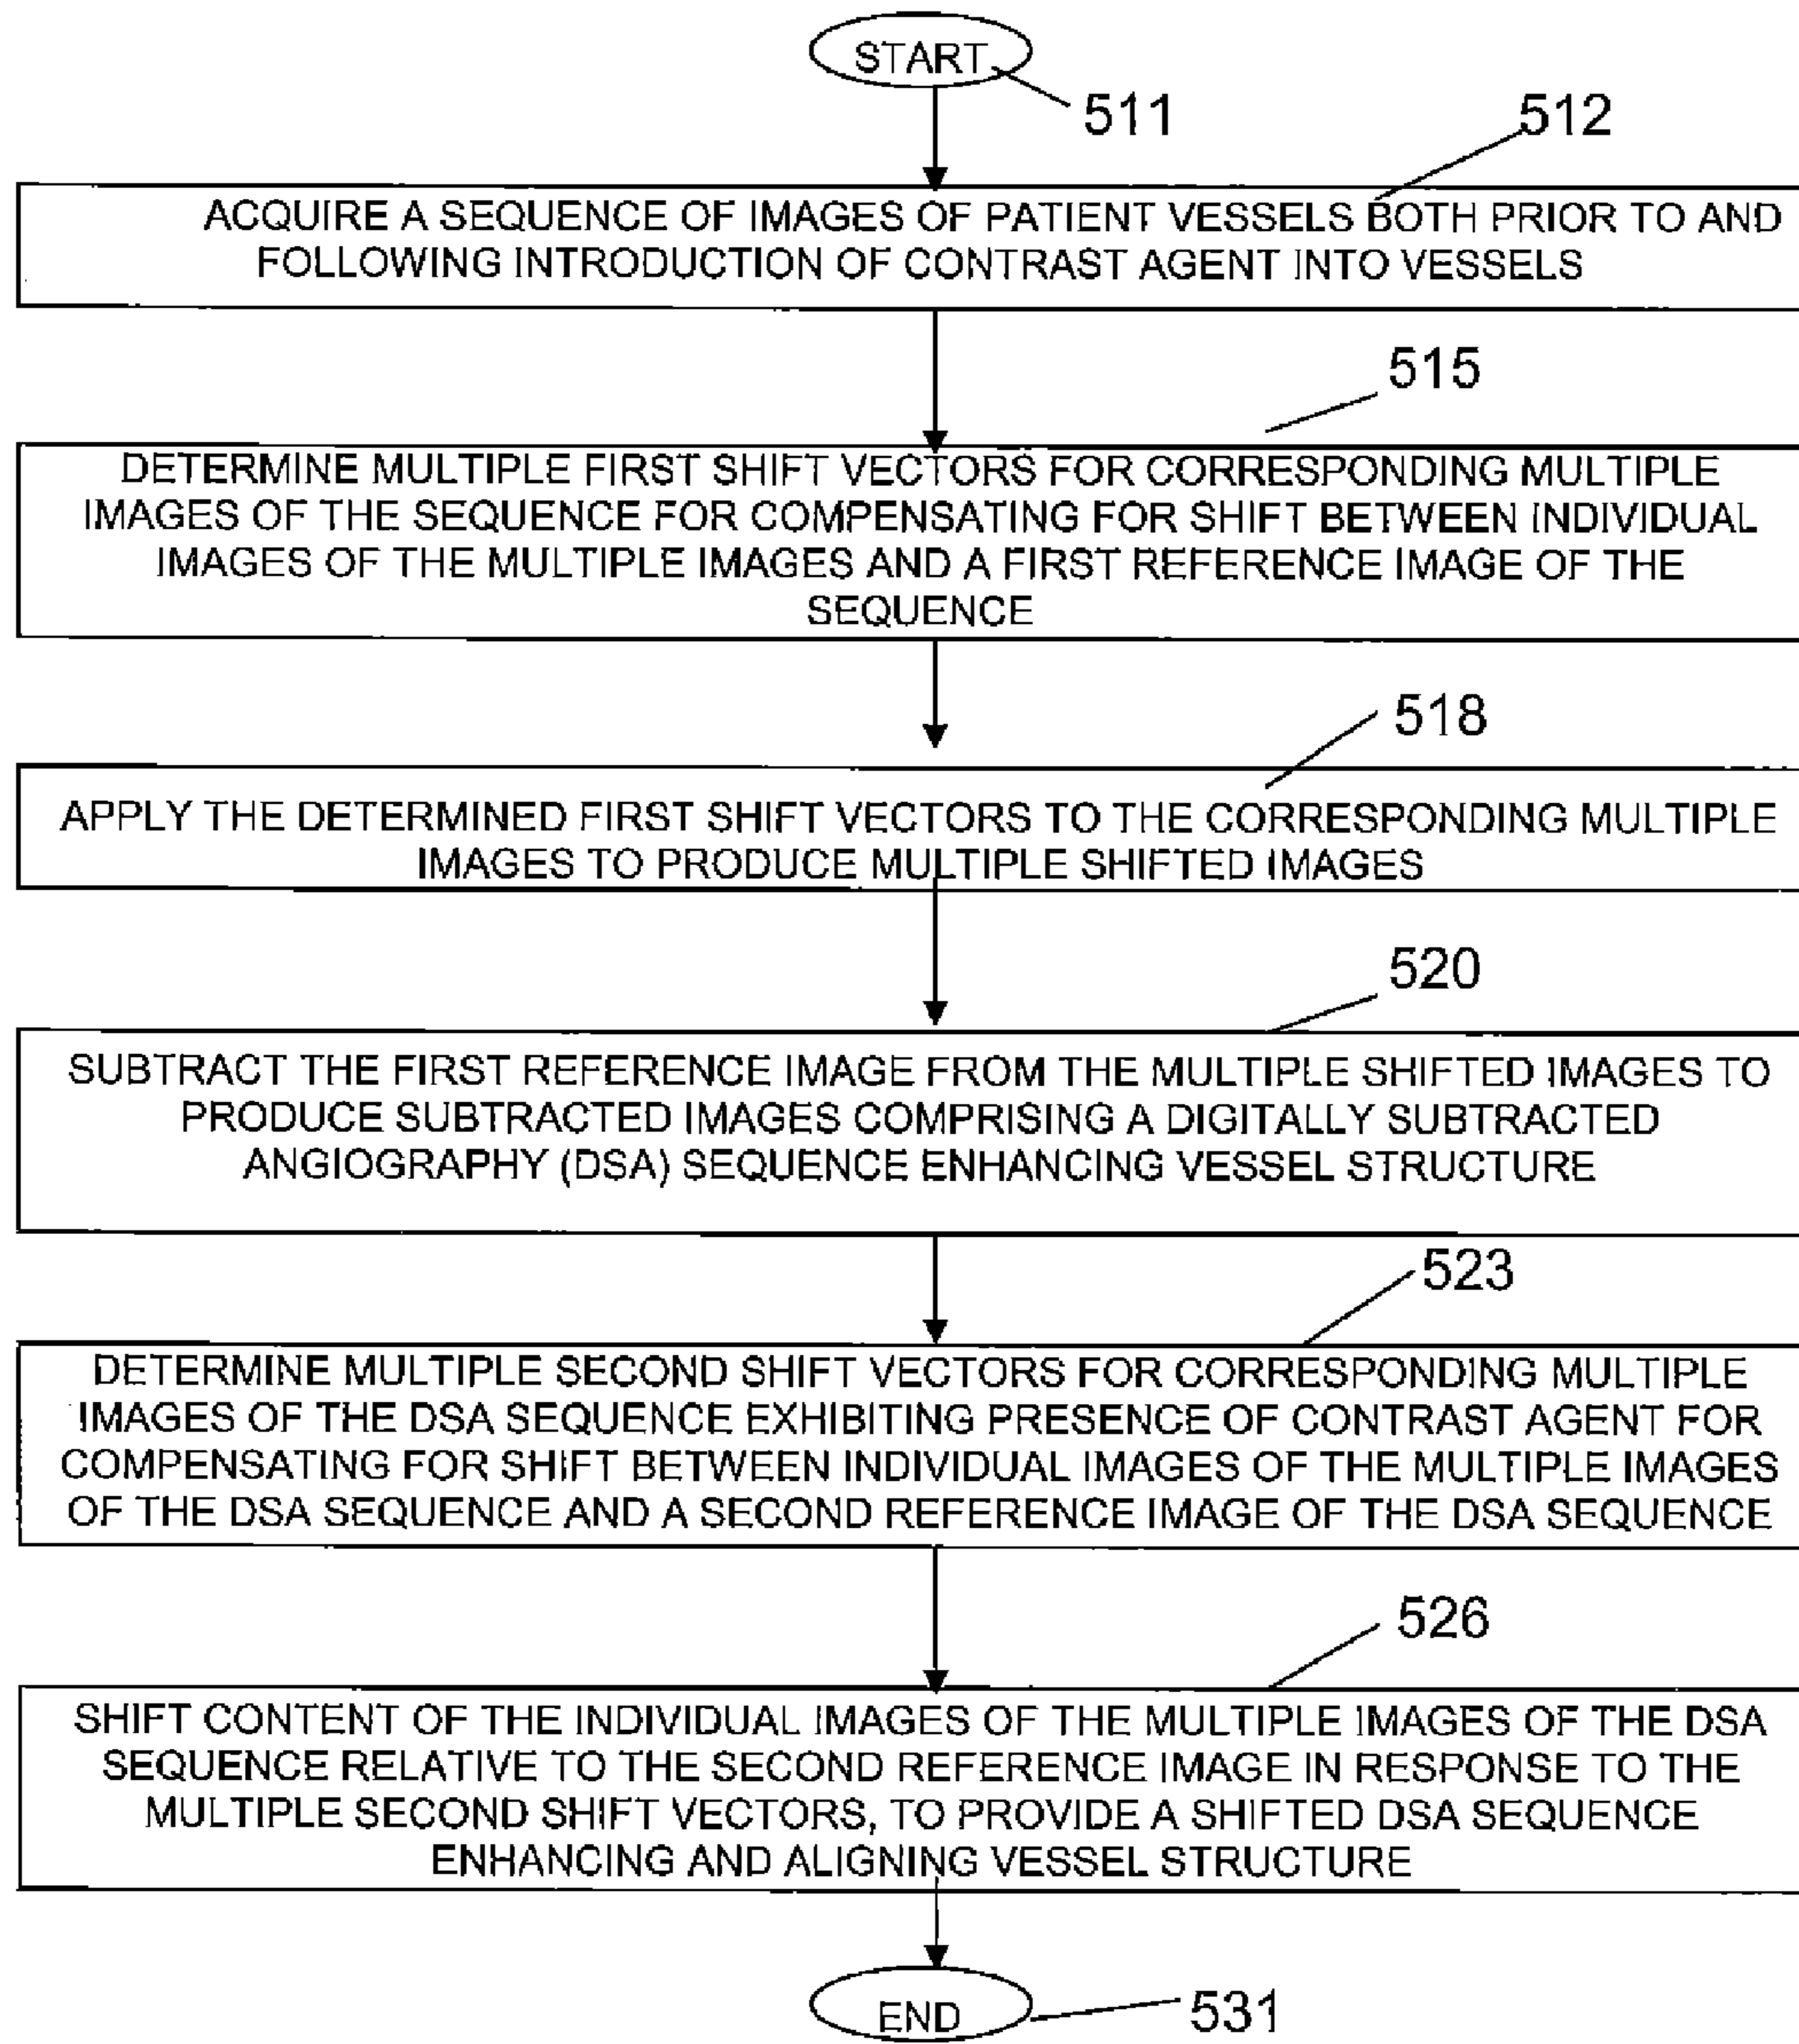 START
511
512
ACQUIRE A SEQUENCE OF IMAGES OF PATIENT VESSELS BOTH PRIOR TO AND
FOLLOWING INTRODUCTION OF CONTRAST AGENT INTO VESSELS
515
DETERMINE MULTIPLE FIRST SHIFT VECTORS FOR CORRESPONDING MULTIPLE
IMAGES OF THE SEQUENCE FOR COMPENSATING FOR SHIFT BETWEEN INDIVIDUAL
IMAGES OF THE MULTIPLE IMAGES AND A FIRST REFERENCE IMAGE OF THE
SEQUENCE
518
APPLY THE DETERMINED FIRST SHIFT VECTORS TO THE CORRESPONDING MULTIPLE
IMAGES TO PRODUCE MULTIPLE SHIFTED IMAGES
520
SUBTRACT THE FIRST REFERENCE IMAGE FROM THE MULTIPLE SHIFTED IMAGES TO
PRODUCE SUBTRACTED IMAGES COMPRISING A DIGITALLY SUBTRACTED
ANGIOGRAPHY (DSA) SEQUENCE ENHANCING VESSEL STRUCTURE
523
DETERMINE MULTIPLE SECOND SHIFT VECTORS FOR CORRESPONDING MULTIPLE
IMAGES OF THE DSA SEQUENCE EXHIBITING PRESENCE OF CONTRAST AGENT FOR
COMPENSATING FOR SHIFT BETWEEN INDIVIDUAL IMAGES OF THE MULTIPLE IMAGES
OF THE DSA SEQUENCE AND A SECOND REFERENCE IMAGE OF THE DSA SEQUENCE
526
SHIFT CONTENT OF THE INDIVIDUAL IMAGES OF THE MULTIPLE IMAGES OF THE DSA
SEQUENCE RELATIVE TO THE SECOND REFERENCE IMAGE IN RESPONSE TO THE
MULTIPLE SECOND SHIFT VECTORS, TO PROVIDE A SHIFTED DSA SEQUENCE
ENHANCING AND ALIGNING VESSEL STRUCTURE
END
531